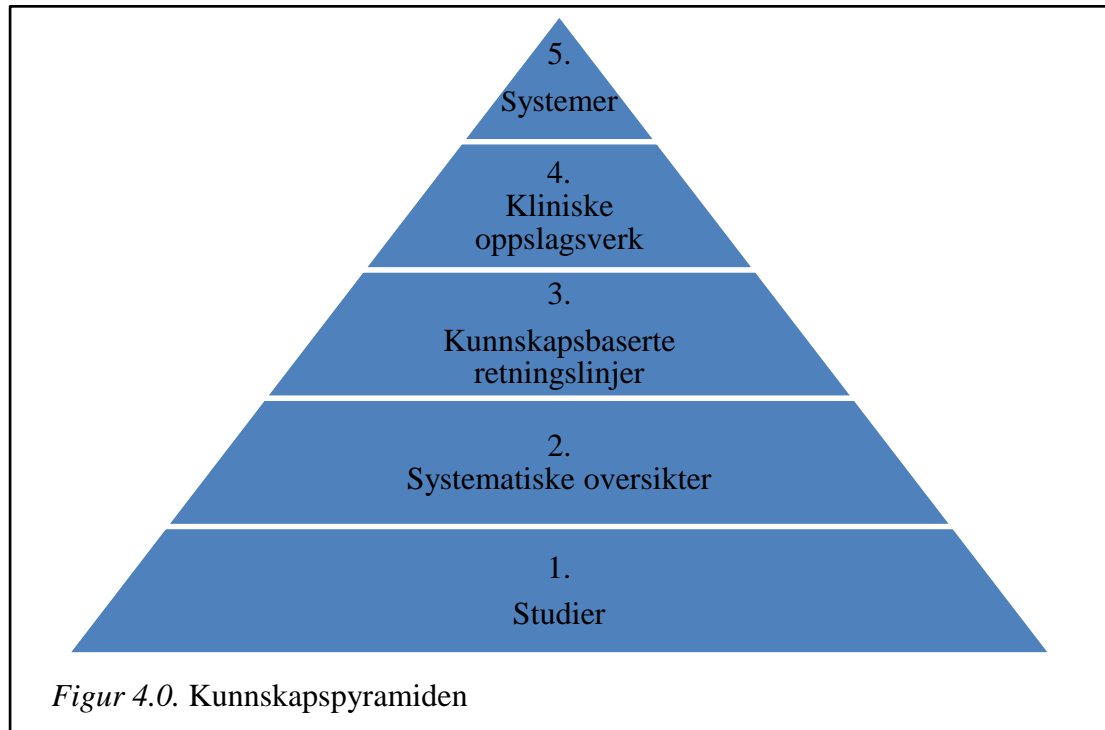 5.
Systemer
4.
Kliniske
oppslagsverk
3.
Kunnskapsbaserte
retningslinjer
2.
Systematiske oversikter
1.
Studier
Figur 4.0. Kunnskapspyramiden